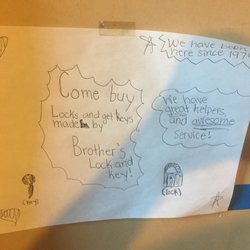 We have been
here since 197
Come buy
Locks and get keys
made by
Brother's
Lock and
key!
We have
great helpers,
and awesome
Service!
(key)
(LOCK)